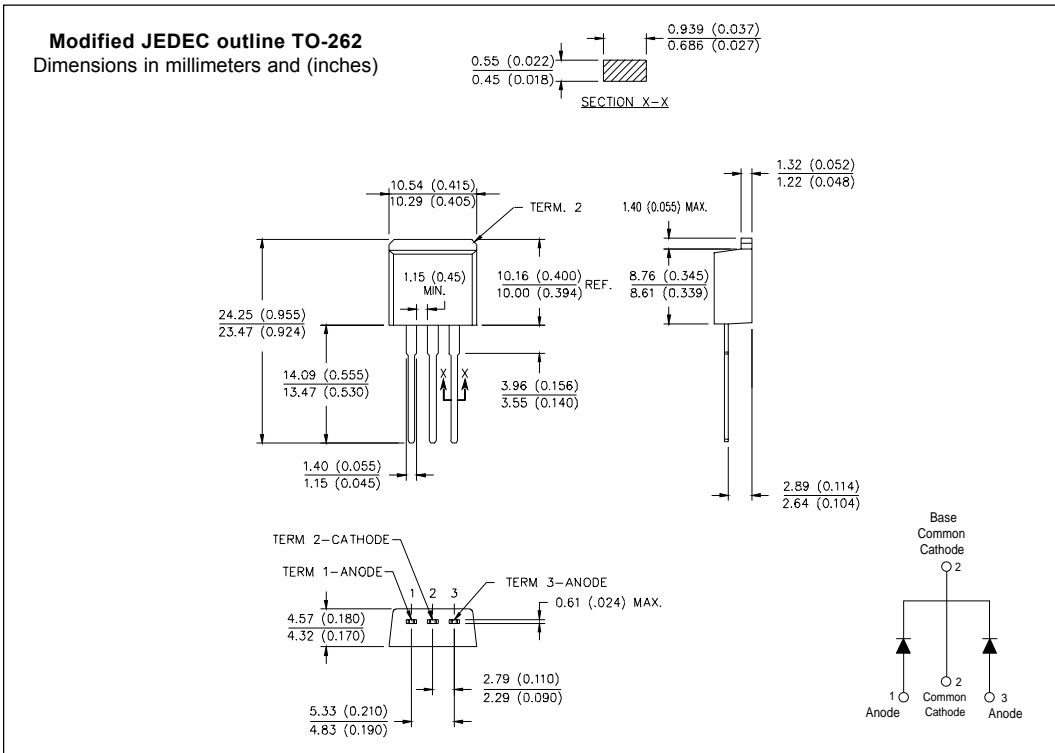 Modified JEDEC outline TO-262
Dimensions in millimeters and (inches)
0.939 (0.037)
0.686 (0.027)
0.55 (0.022)
0.45 (0.018)
SECTION X-X
10.54 (0.415)
10.29 (0.405)
TERM. 2
1.32 (0.052)
1.22 (0.048)
1.40 (0.055) MAX.
1.15 (0.45)
MIN.
10.16 (0.400)
10.00 (0.394)
REF.
8.76 (0.345)
8.61 (0.339)
24.25 (0.955)
23.47 (0.924)
14.09 (0.555)
13.47 (0.530)
X X
3.96 (0.156)
3.55 (0.140)
1.40 (0.055)
1.15 (0.045)
2.89 (0.114)
2.64 (0.104)
TERM 2-CATHODE
TERM 1-ANODE
TERM 3-ANODE
1 2 3
0.61 (.024) MAX.
4.57 (0.180)
4.32 (0.170)
2.79 (0.110)
2.29 (0.090)
5.33 (0.210)
4.83 (0.190)
Base
Common
Cathode
2
1
Anode
2
Common
Cathode
3
Anode